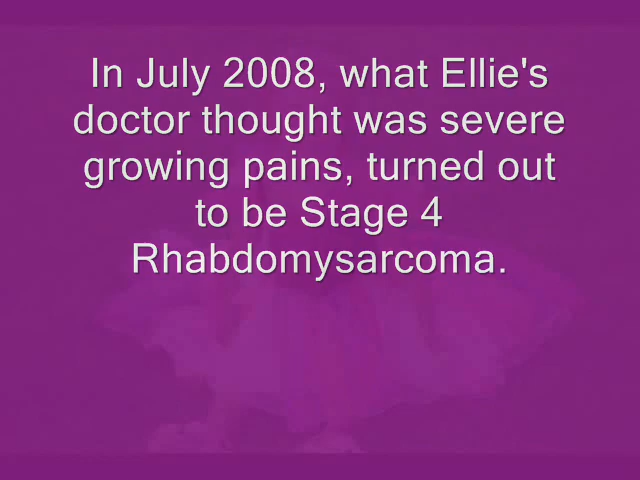 In July 2008, what Ellie's
doctor thought was severe
growing pains, turned out
to be Stage 4
Rhabdomysarcoma.